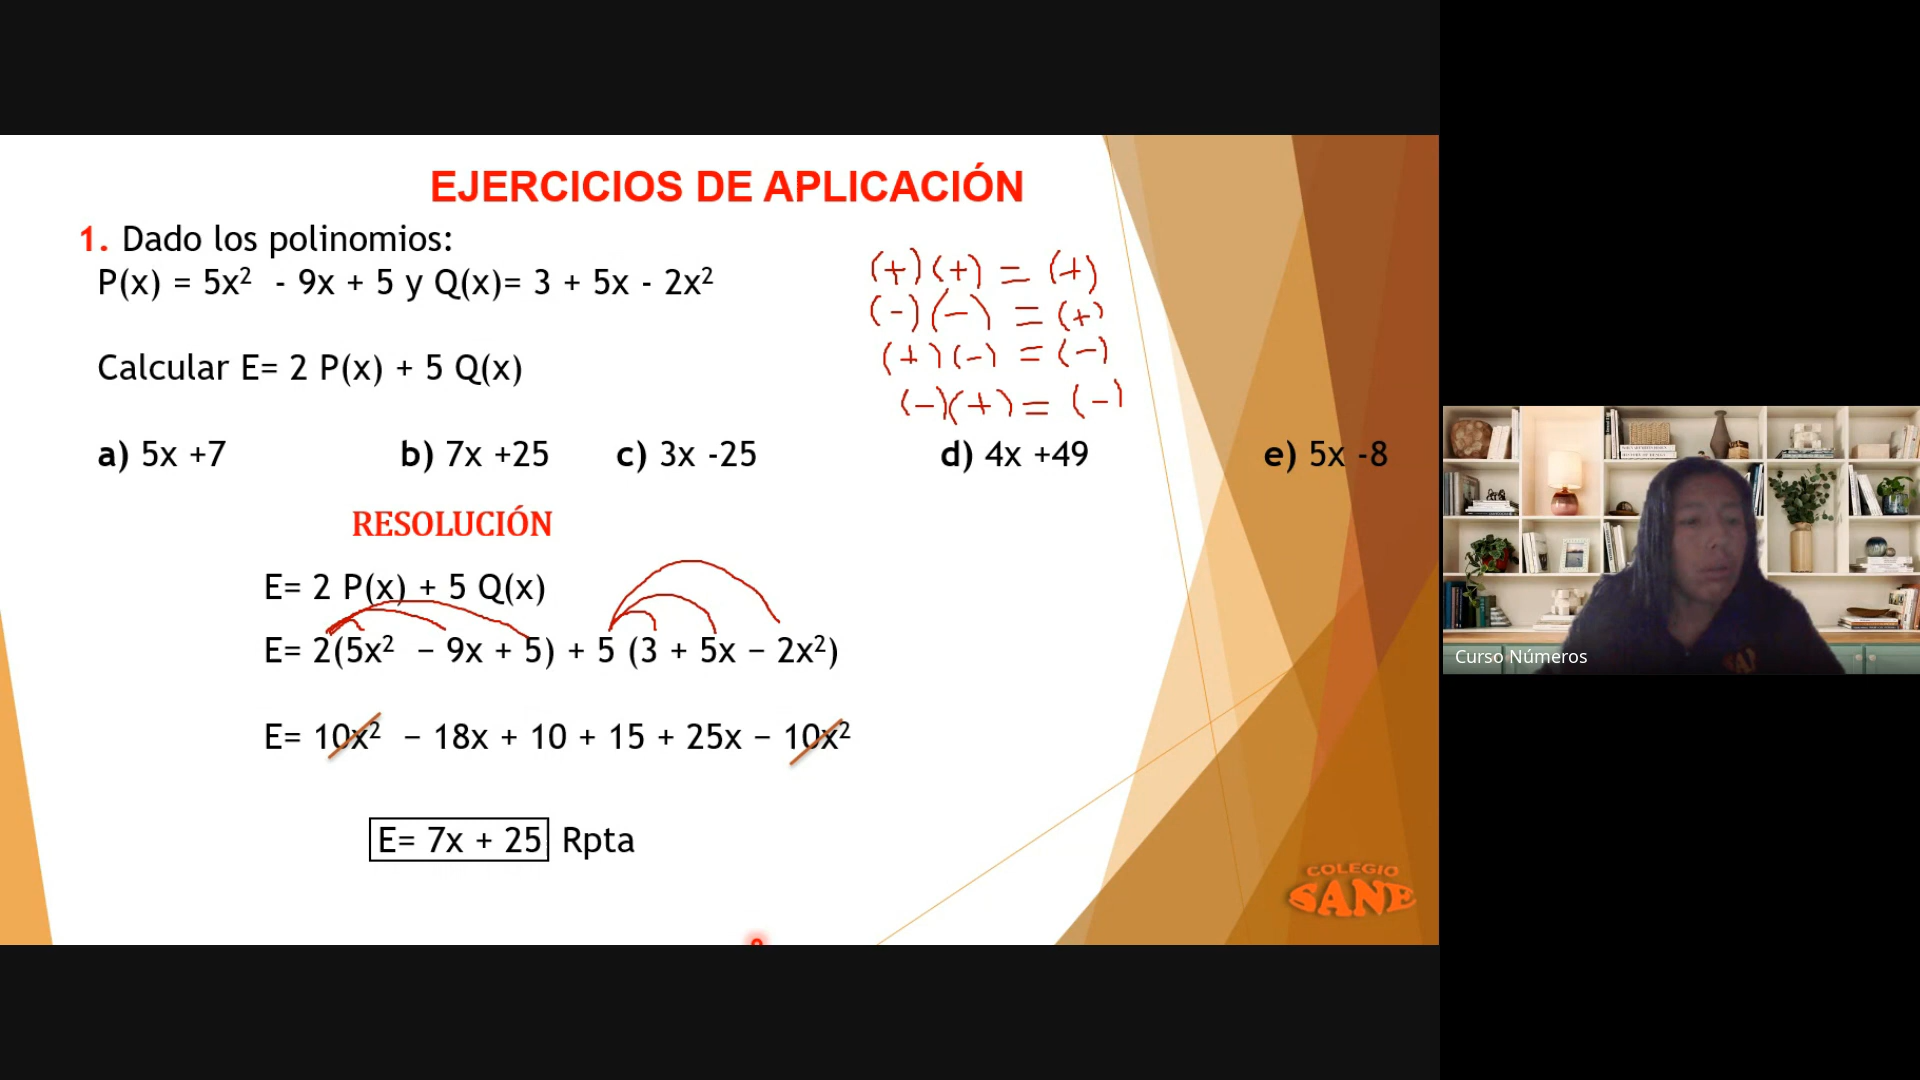 EJERCICIOS DE APLICACIÓN
1. Dado los polinomios:
P(x) = 5x² - 9x + 5 y Q(x)= 3 + 5x - 2x²
(+)(+) = (+)
(-)(-) = (+)
(+)(-) = (-)
(-)(+) = (-)
Calcular E= 2 P(x) + 5 Q(x)
a) 5x +7 b) 7x +25 c) 3x -25 d) 4x +49 e) 5x -8
RESOLUCIÓN
E= 2 P(x) + 5 Q(x)
E= 2(5x² − 9x + 5) + 5 (3 + 5x − 2x²)
E= 10x² − 18x + 10 + 15 + 25x − 10x²
E= 7x + 25 Rpta
COLEGIO
SANE
Curso Números